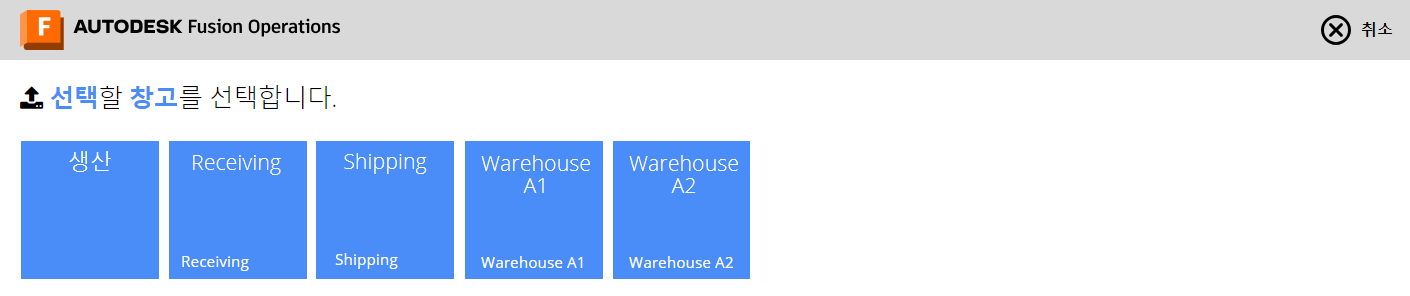 F AUTODESK Fusion Operations
취소
선택할 창고를 선택합니다.
생산
Receiving
Receiving
Shipping
Shipping
Warehouse
A1
Warehouse A1
Warehouse
A2
Warehouse A2